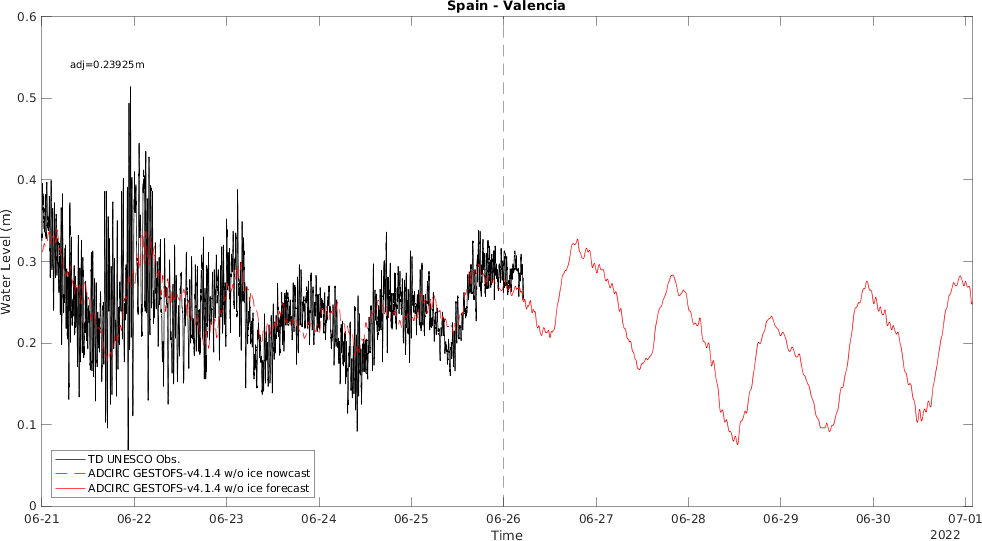 Spain - Valencia
0.6
adj=0.23925m
0.5
0.4
0.3
0.2
0.1
0
Water Level (m)
TD UNESCO Obs.
ADCIRC GESTOFS-v4.1.4 w/o ice nowcast
ADCIRC GESTOFS-v4.1.4 w/o ice forecast
06-21 06-22 06-23 06-24 06-25 06-26 06-27 06-28 06-29 06-30 07-01
Time
2022